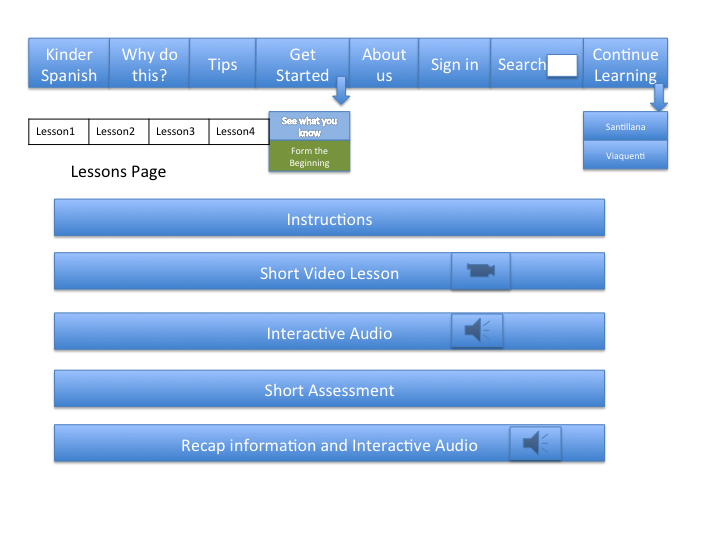 Kinder
Spanish
Why do
this?
Tips
Get
Started
About
us
Sign in
Search
Continue
Learning
Lesson1
Lesson2
Lesson3
Lesson4
See what you
know
Form the
Beginning
Santillana
Viaquenti
Lessons Page
Instructions
Short Video Lesson
Interactive Audio
Short Assessment
Recap information and Interactive Audio